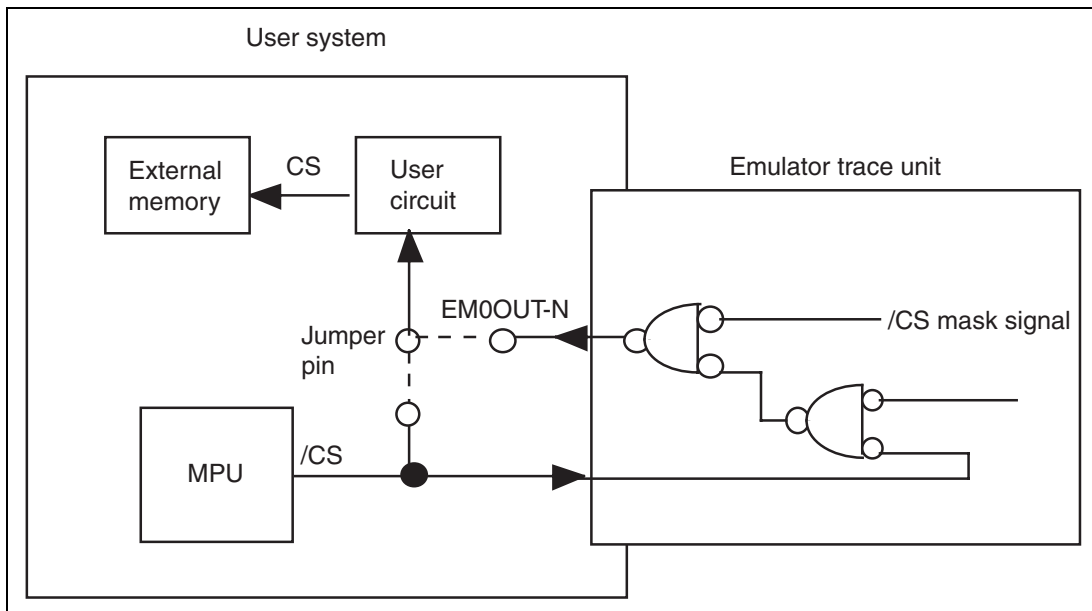 User system
External
memory
CS
User
circuit
Emulator trace unit
EM0OUT-N
/CS mask signal
Jumper
pin
MPU
/CS